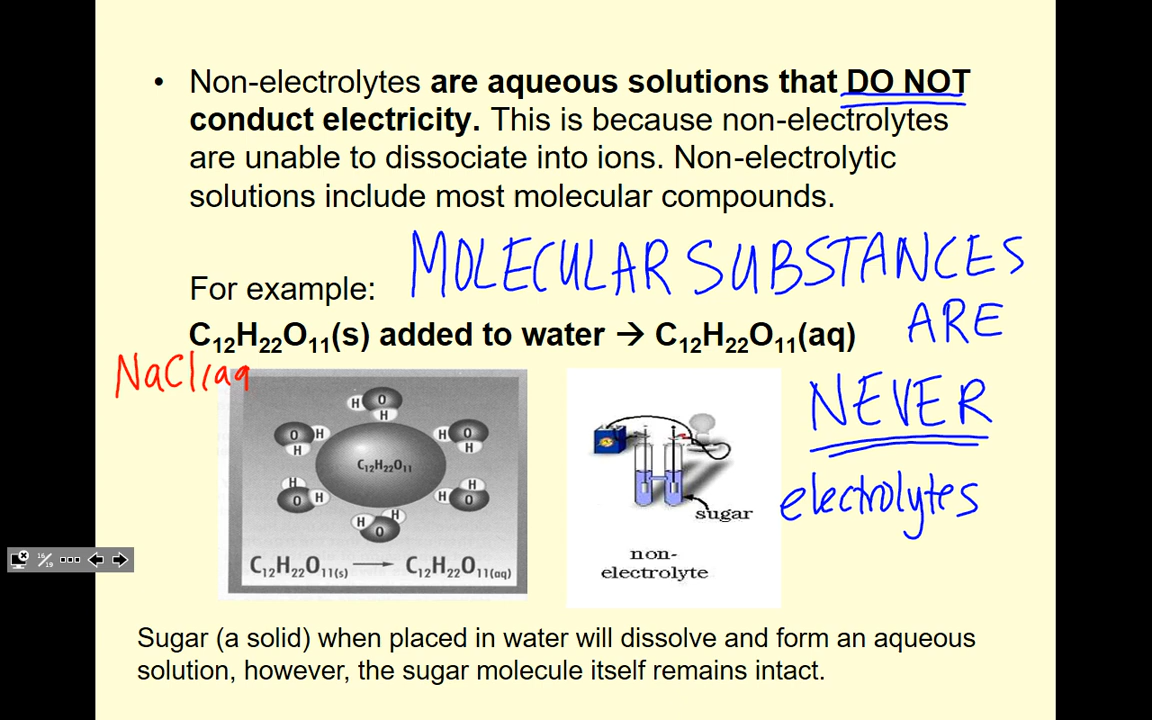 • Non-electrolytes are aqueous solutions that DO NOT
conduct electricity. This is because non-electrolytes
are unable to dissociate into ions. Non-electrolytic
solutions include most molecular compounds.
MOLECULAR SUBSTANCES
For example:
ARE
C₁₂H₂₂O₁₁(s) added to water → C₁₂H₂₂O₁₁(aq)
NaCl(aq
NEVER
electrolytes
H O H
O H H
H O H
C₁₂H₂₂O₁₁
H O H
H H O
H H O
sugar
non-
electrolyte
C₁₂H₂₂O₁₁(s) → C₁₂H₂₂O₁₁(aq)
16/19
Sugar (a solid) when placed in water will dissolve and form an aqueous
solution, however, the sugar molecule itself remains intact.